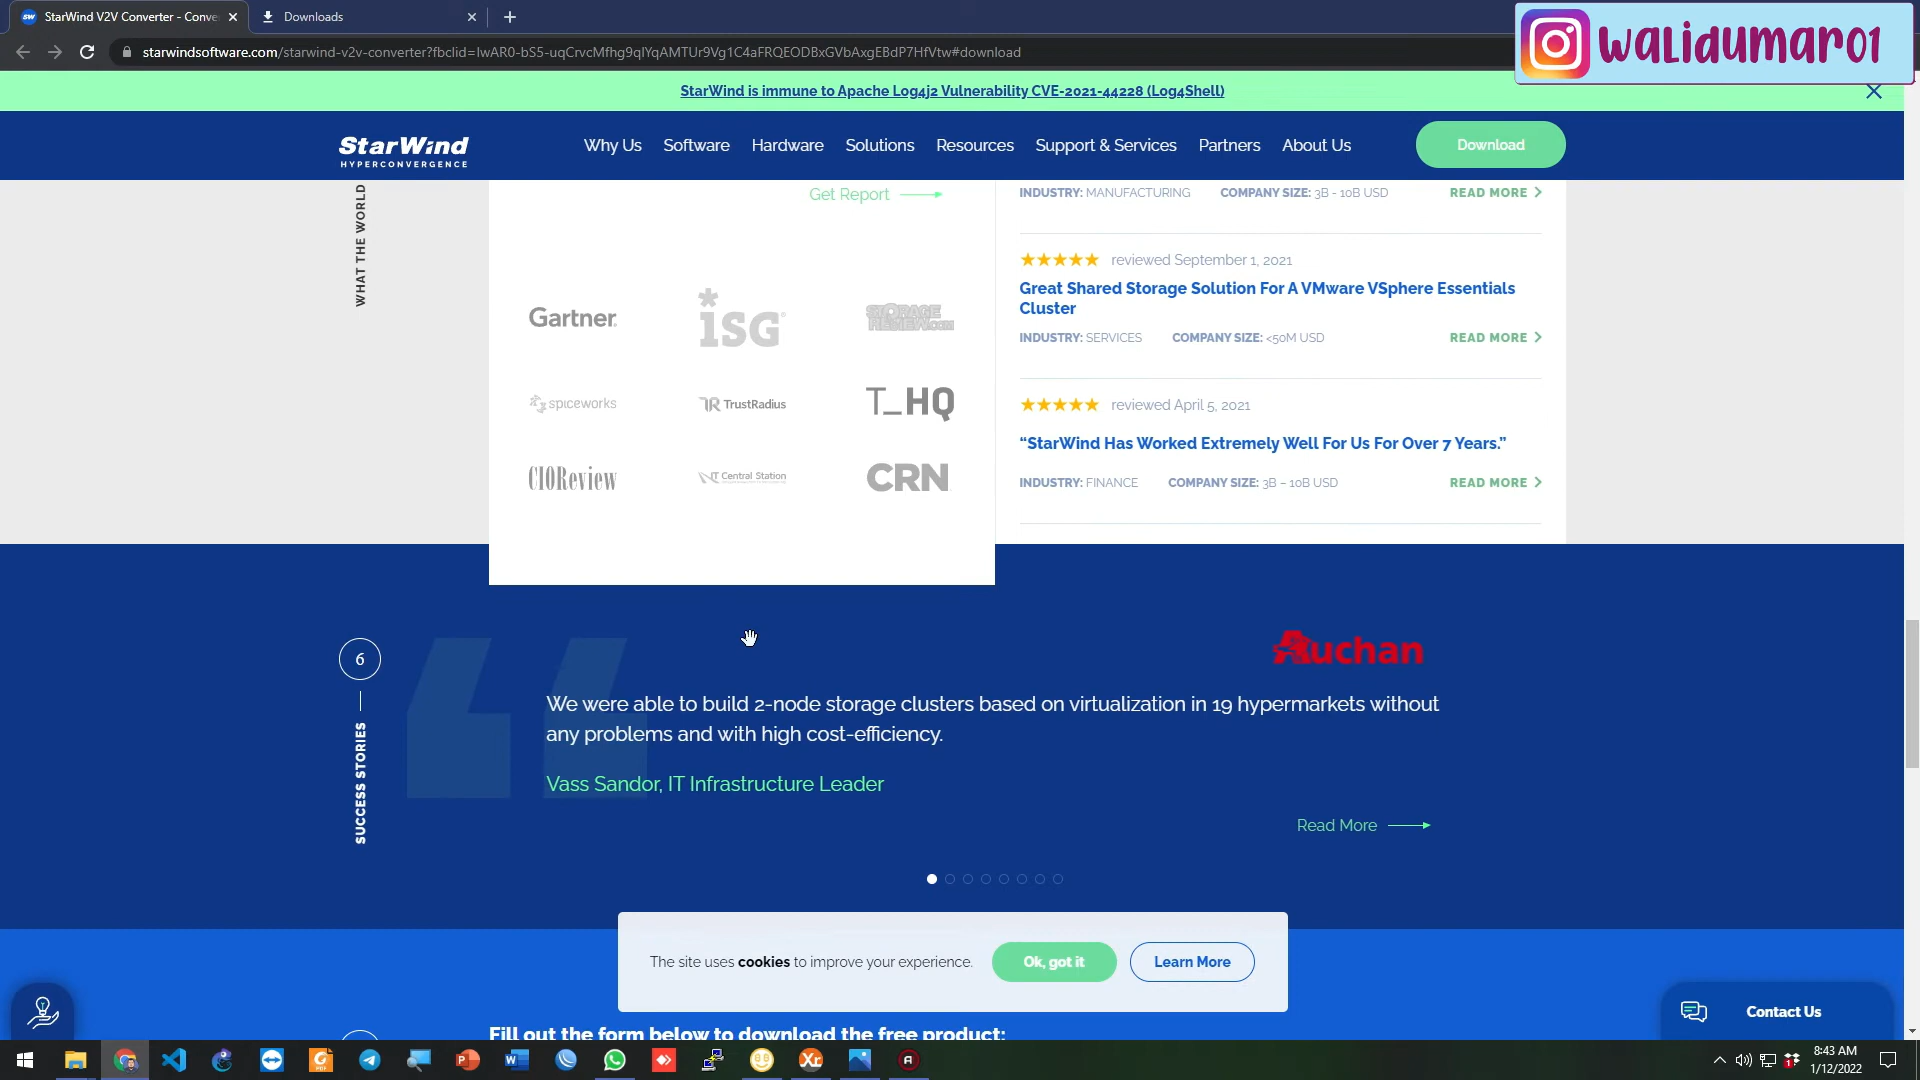 StarWind V2V Converter - Conve
Downloads
starwindsoftware.com/starwind-v2v-converter?fbclid=IwAR0-bS5-uqCrvcMfhg9qlYqAMTUr9Vg1C4aFRQEODBxGVbAxgEBdP7HfVtw#download
walidumar01
StarWind is immune to Apache Log4j2 Vulnerability CVE-2021-44228 (Log4Shell)
StarWind
HYPERCONVERGENCE
Why Us
Software
Hardware
Solutions
Resources
Support & Services
Partners
About Us
Download
WHAT THE WORLD
Get Report
INDUSTRY: MANUFACTURING
COMPANY SIZE: 3B - 10B USD
READ MORE
reviewed September 1, 2021
Great Shared Storage Solution For A VMware VSphere Essentials
Cluster
INDUSTRY: SERVICES
COMPANY SIZE: <50M USD
READ MORE
reviewed April 5, 2021
“StarWind Has Worked Extremely Well For Us For Over 7 Years.”
INDUSTRY: FINANCE
COMPANY SIZE: 3B – 10B USD
READ MORE
Gartner
*ISG
STORAGE
REVIEW.COM
spiceworks
TrustRadius
T_HQ
CIOReview
IT Central Station
CRN
6
SUCCESS STORIES
Auchan
We were able to build 2-node storage clusters based on virtualization in 19 hypermarkets without
any problems and with high cost-efficiency.
Vass Sandor, IT Infrastructure Leader
Read More
The site uses cookies to improve your experience.
Ok, got it
Learn More
Fill out the form below to download the free product:
Contact Us
8:43 AM
1/12/2022